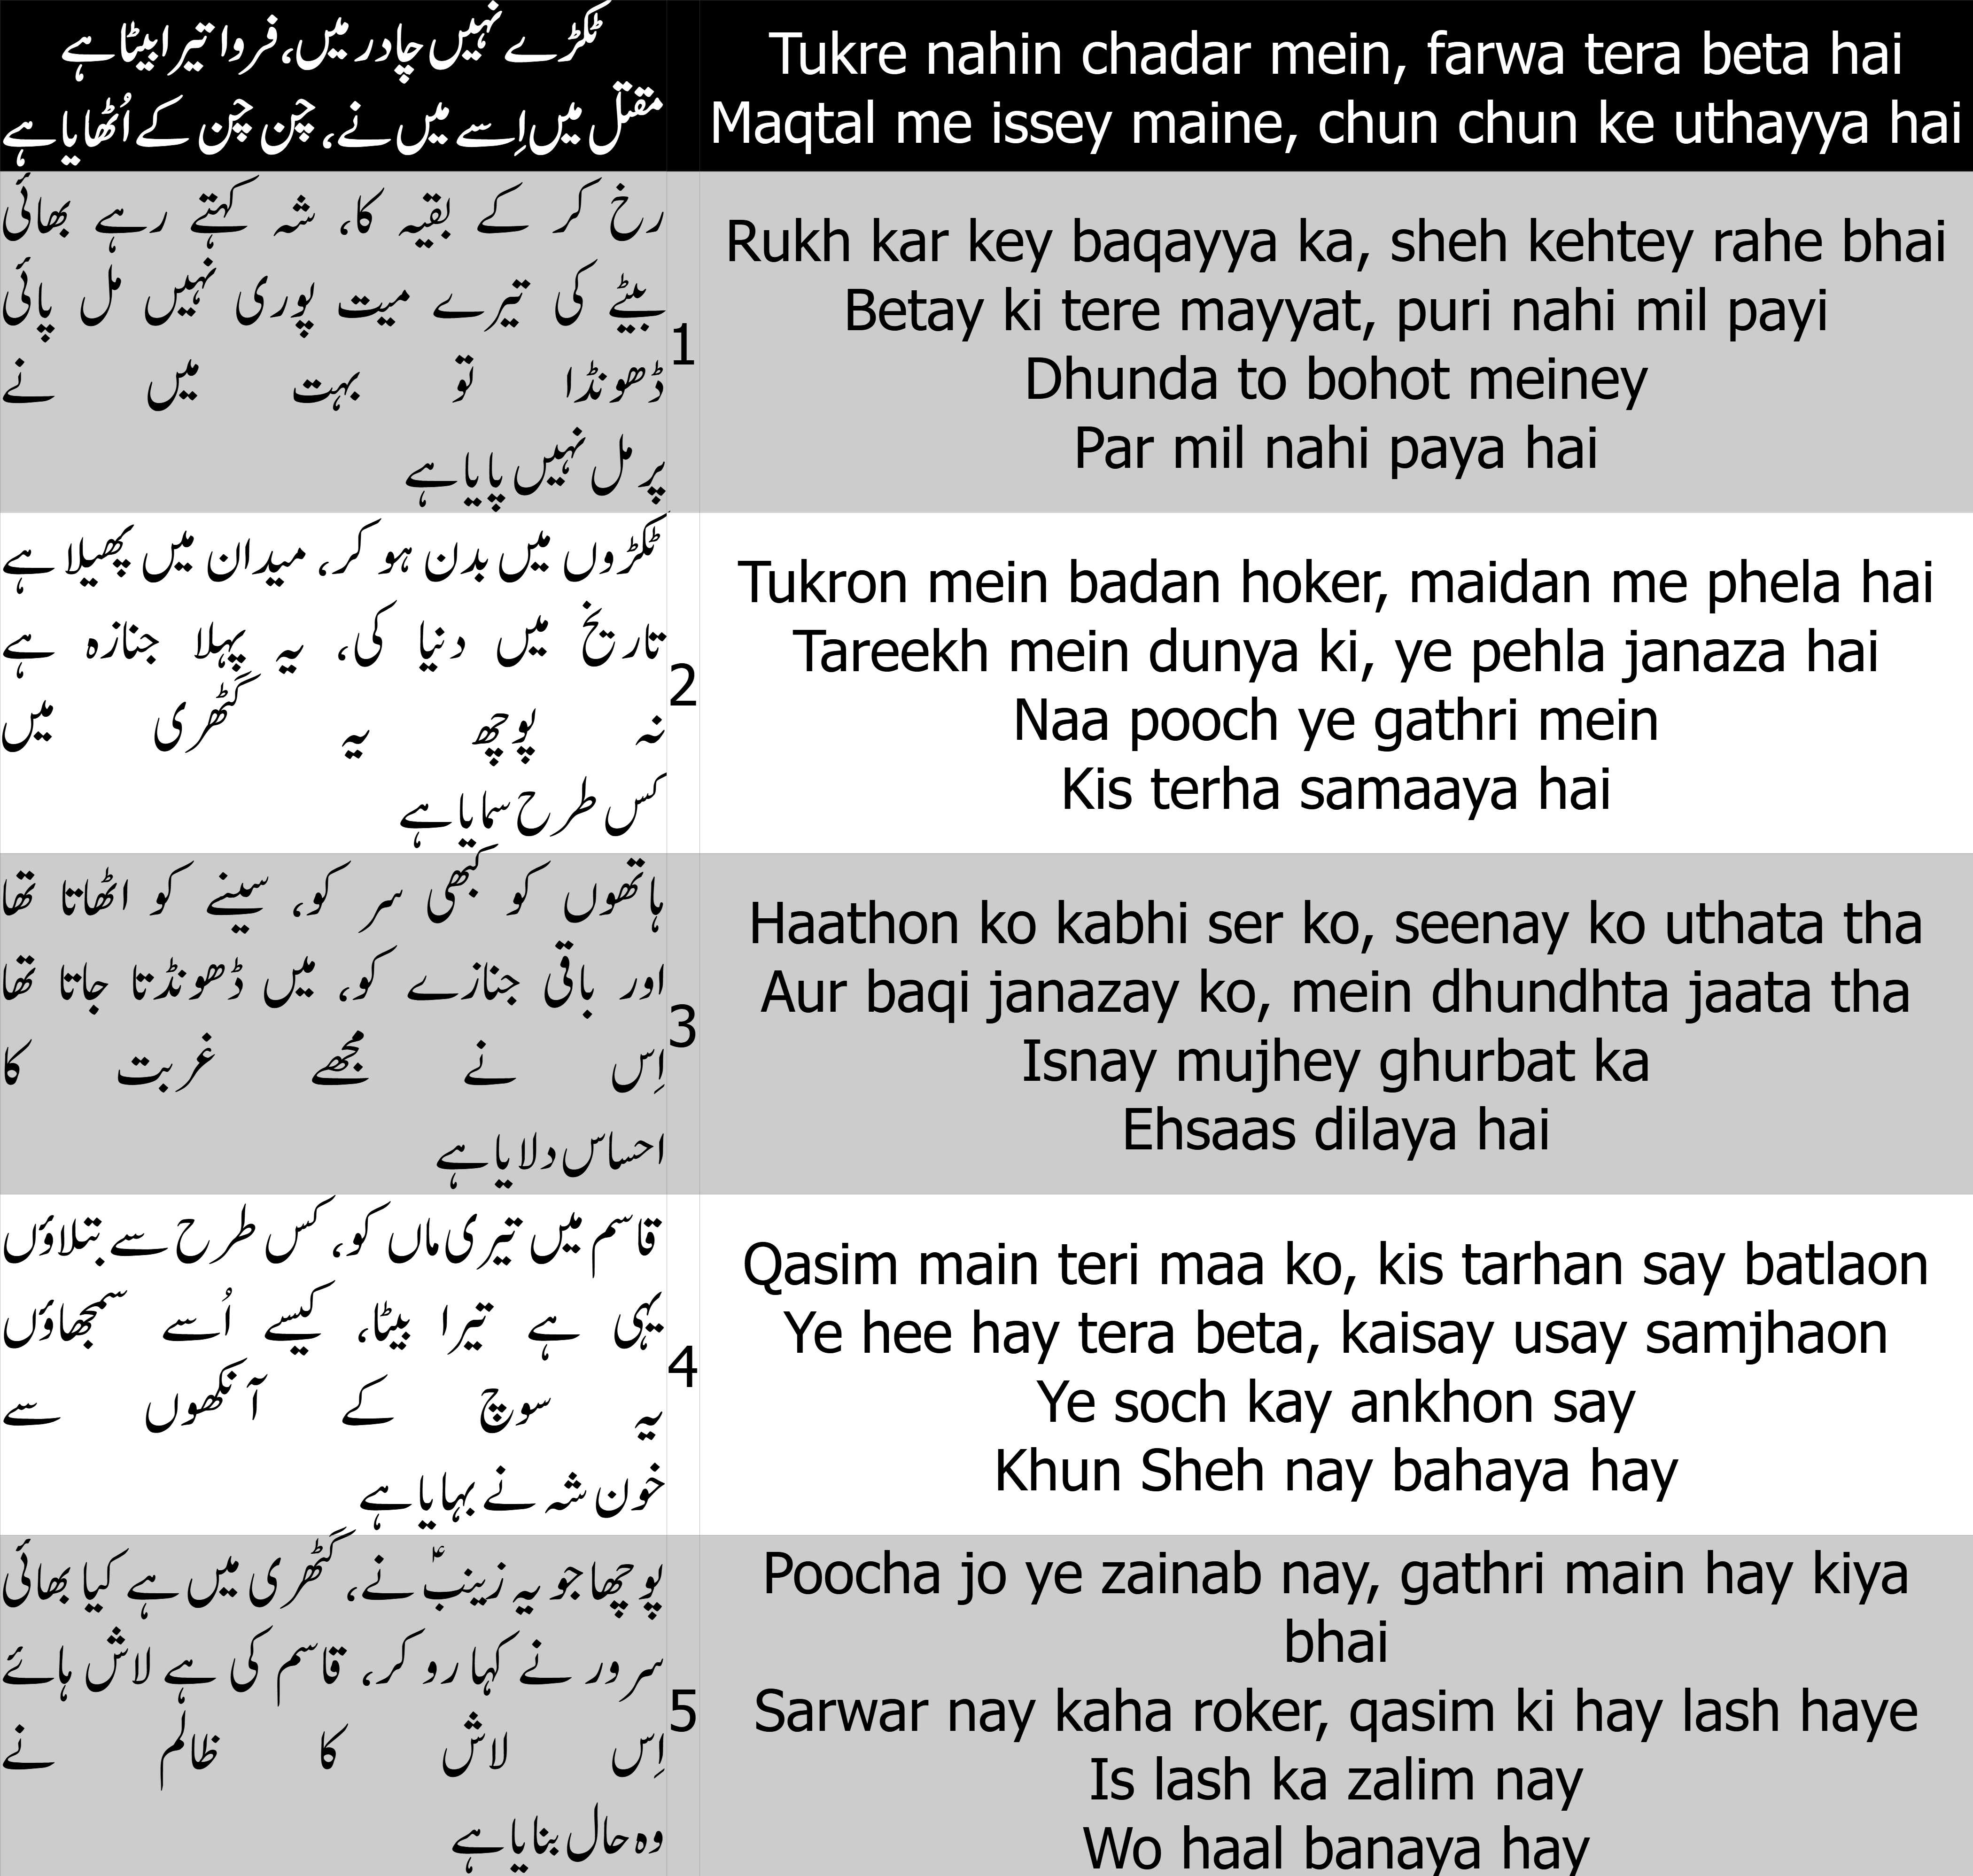 ٹکڑے نہیں چادر میں، فروا تیرا بیٹا ہے
مقتل میں اِسے میں نے، چن چن کے اُٹھایا ہے
Tukre nahin chadar mein, farwa tera beta hai
Maqtal me issey maine, chun chun ke uthayya hai
رخ کر کے بقیہ کا، شہ کہتے رہے بھائی
بیٹے کی تیرے میت پوری نہیں مل پائی
ڈھونڈا تو بہت میں نے
پر مل نہیں پایا ہے
1
Rukh kar key baqayya ka, sheh kehtey rahe bhai
Betay ki tere mayyat, puri nahi mil payi
Dhunda to bohot meiney
Par mil nahi paya hai
ٹکڑوں میں بدن ہو کر، میدان میں پھیلا ہے
تاریخ میں دنیا کی، یہ پہلا جنازہ ہے
نہ پوچھ یہ گٹھری میں
کس طرح سمایا ہے
2
Tukron mein badan hoker, maidan me phela hai
Tareekh mein dunya ki, ye pehla janaza hai
Naa pooch ye gathri mein
Kis terha samaaya hai
ہاتھوں کو کبھی سر کو، سینے کو اٹھاتا تھا
اور باقی جنازے کو، میں ڈھونڈتا جاتا تھا
اِس نے مجھے غربت کا
احساس دلایا ہے
3
Haathon ko kabhi ser ko, seenay ko uthata tha
Aur baqi janazay ko, mein dhundhta jaata tha
Isnay mujhey ghurbat ka
Ehsaas dilaya hai
قاسم میں تیری ماں کو، کس طرح سے بتلاؤں
یہی ہے تیرا بیٹا، کیسے اُسے سمجھاؤں
یہ سوچ کے آنکھوں سے
خون شہ نے بہایا ہے
4
Qasim main teri maa ko, kis tarhan say batlaon
Ye hee hay tera beta, kaisay usay samjhaon
Ye soch kay ankhon say
Khun Sheh nay bahaya hay
پوچھا جو یہ زینبؑ نے، گٹھری میں ہے کیا بھائی
سرور نے کہا رو کر، قاسم کی ہے لاش ہائے
اِس لاش کا ظالم نے
وہ حال بنایا ہے
5
Poocha jo ye zainab nay, gathri main hay kiya
bhai
Sarwar nay kaha roker, qasim ki hay lash haye
Is lash ka zalim nay
Wo haal banaya hay